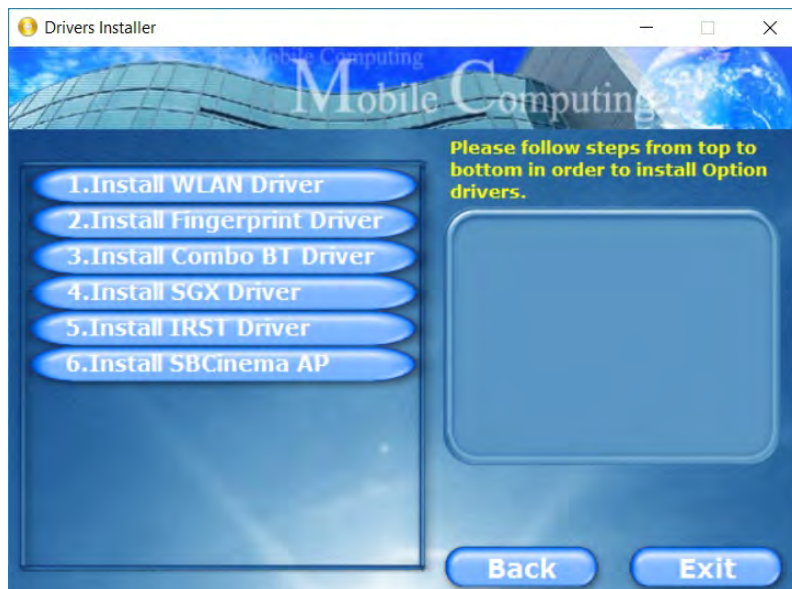 Drivers Installer
Mobile Computing
Mobile Computing
Please follow steps from top to
bottom in order to install Option
drivers.
1.Install WLAN Driver
2.Install Fingerprint Driver
3.Install Combo BT Driver
4.Install SGX Driver
5.Install IRST Driver
6.Install SBCinema AP
Back
Exit